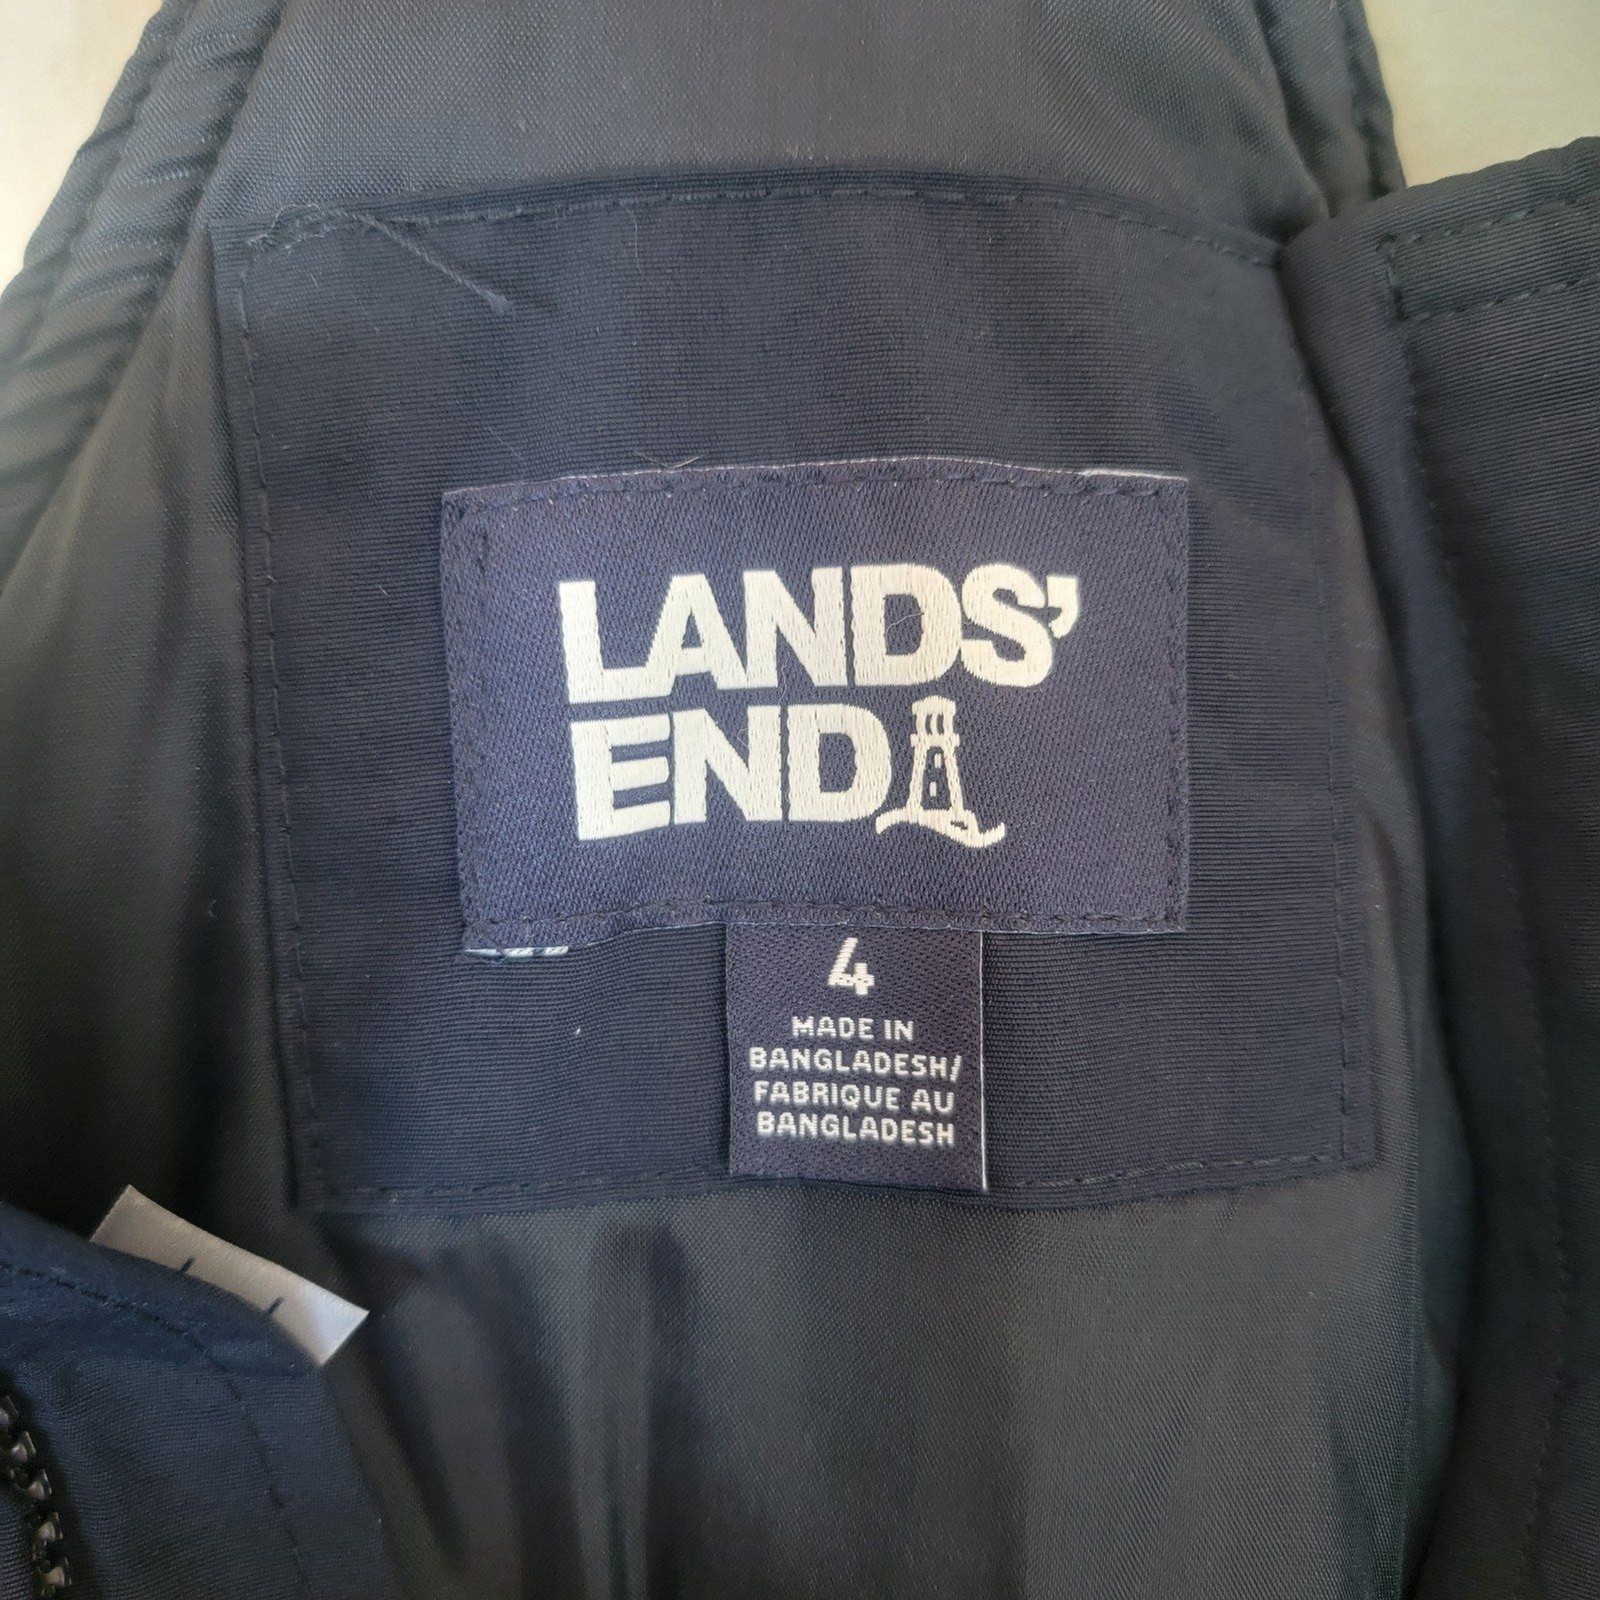 LANDS'
END
4
MADE IN
BANGLADESH/
FABRIQUE AU
BANGLADESH